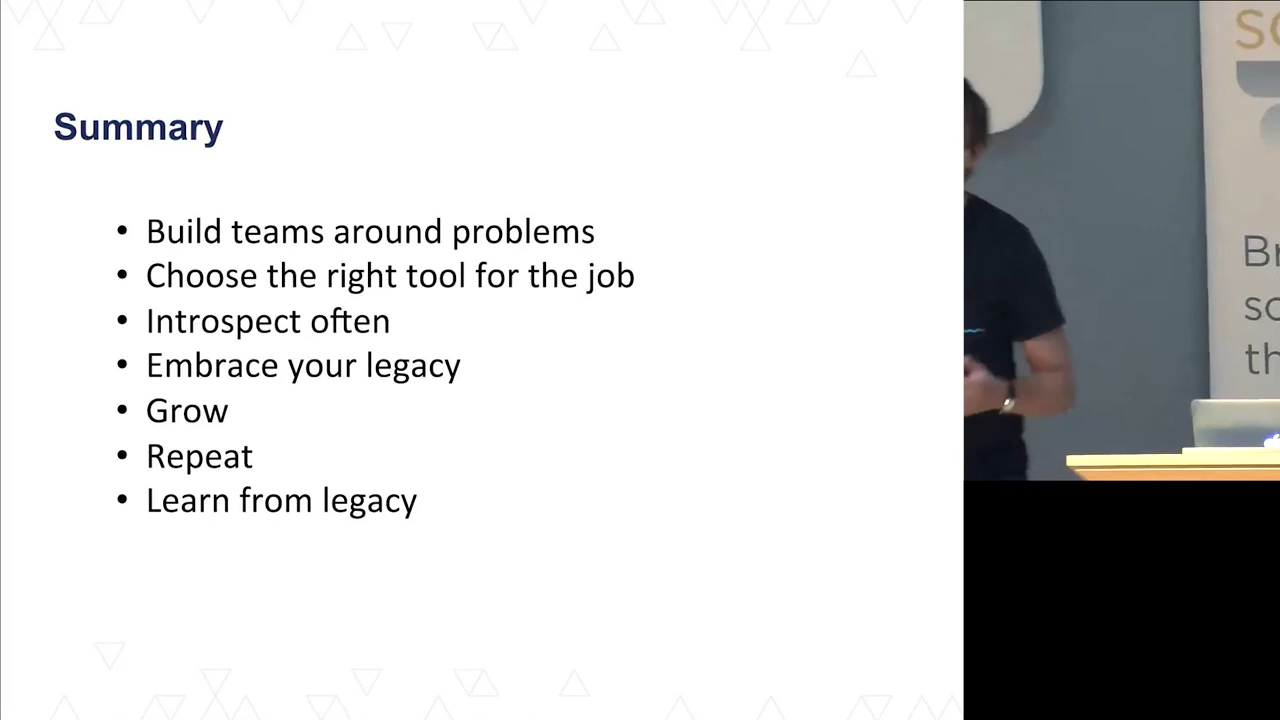 Summary
• Build teams around problems
• Choose the right tool for the job
• Introspect often
• Embrace your legacy
• Grow
• Repeat
• Learn from legacy